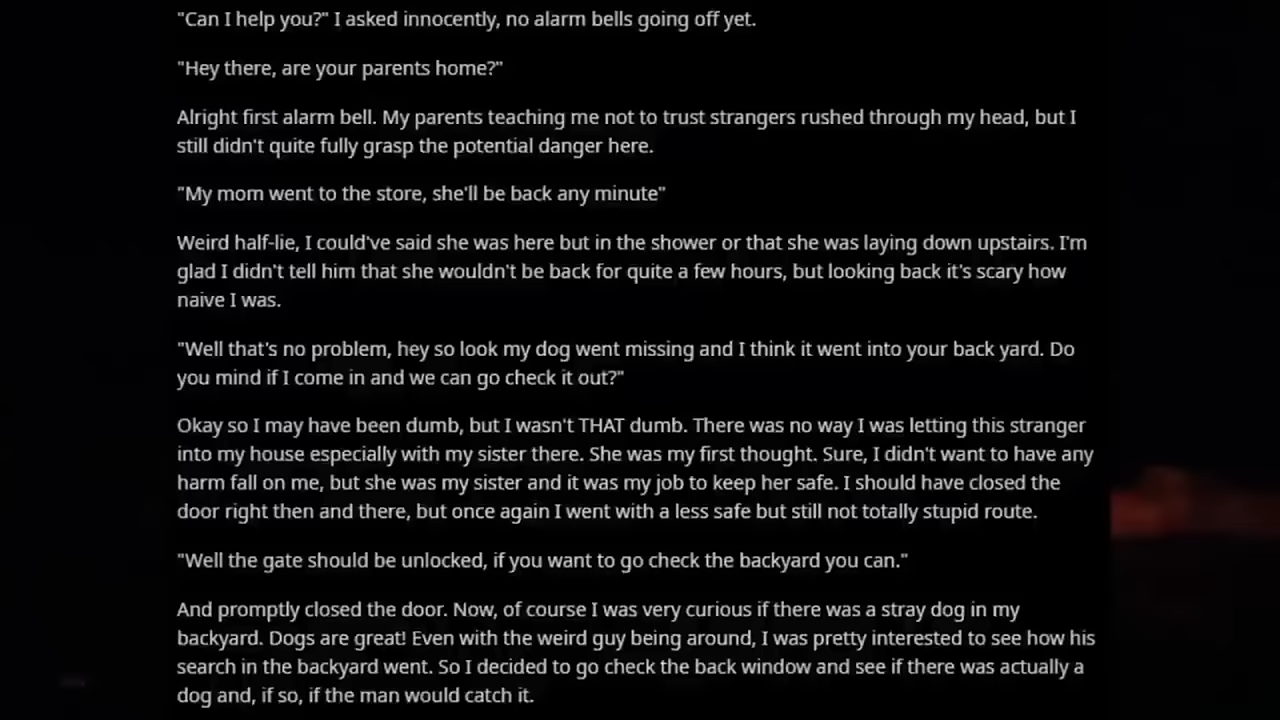 "Can I help you?" I asked innocently, no alarm bells going off yet.
"Hey there, are your parents home?"
Alright first alarm bell. My parents teaching me not to trust strangers rushed through my head, but I
still didn't quite fully grasp the potential danger here.
"My mom went to the store, she'll be back any minute"
Weird half-lie, I could've said she was here but in the shower or that she was laying down upstairs. I'm
glad I didn't tell him that she wouldn't be back for quite a few hours, but looking back it's scary how
naive I was.
"Well that's no problem, hey so look my dog went missing and I think it went into your back yard. Do
you mind if I come in and we can go check it out?"
Okay so I may have been dumb, but I wasn't THAT dumb. There was no way I was letting this stranger
into my house especially with my sister there. She was my first thought. Sure, I didn't want to have any
harm fall on me, but she was my sister and it was my job to keep her safe. I should have closed the
door right then and there, but once again I went with a less safe but still not totally stupid route.
"Well the gate should be unlocked, if you want to go check the backyard you can."
And promptly closed the door. Now, of course I was very curious if there was a stray dog in my
backyard. Dogs are great! Even with the weird guy being around, I was pretty interested to see how his
search in the backyard went. So I decided to go check the back window and see if there was actually a
dog and, if so, if the man would catch it.